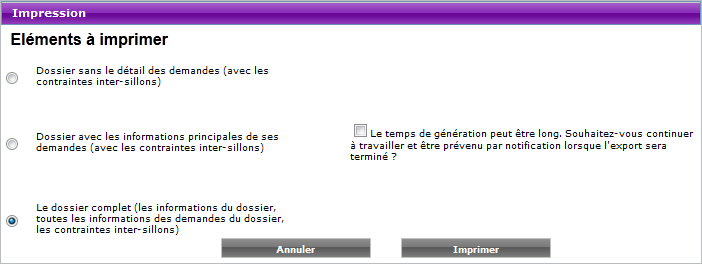 Impression
Eléments à imprimer
Dossier sans le détail des demandes (avec les
contraintes inter-sillons)
Dossier avec les informations principales de ses
demandes (avec les contraintes inter-sillons)
Le temps de génération peut être long. Souhaitez-vous continuer
à travailler et être prévenu par notification lorsque l'export sera
terminé ?
Le dossier complet (les informations du dossier,
toutes les informations des demandes du dossier,
les contraintes inter-sillons)
Annuler
Imprimer